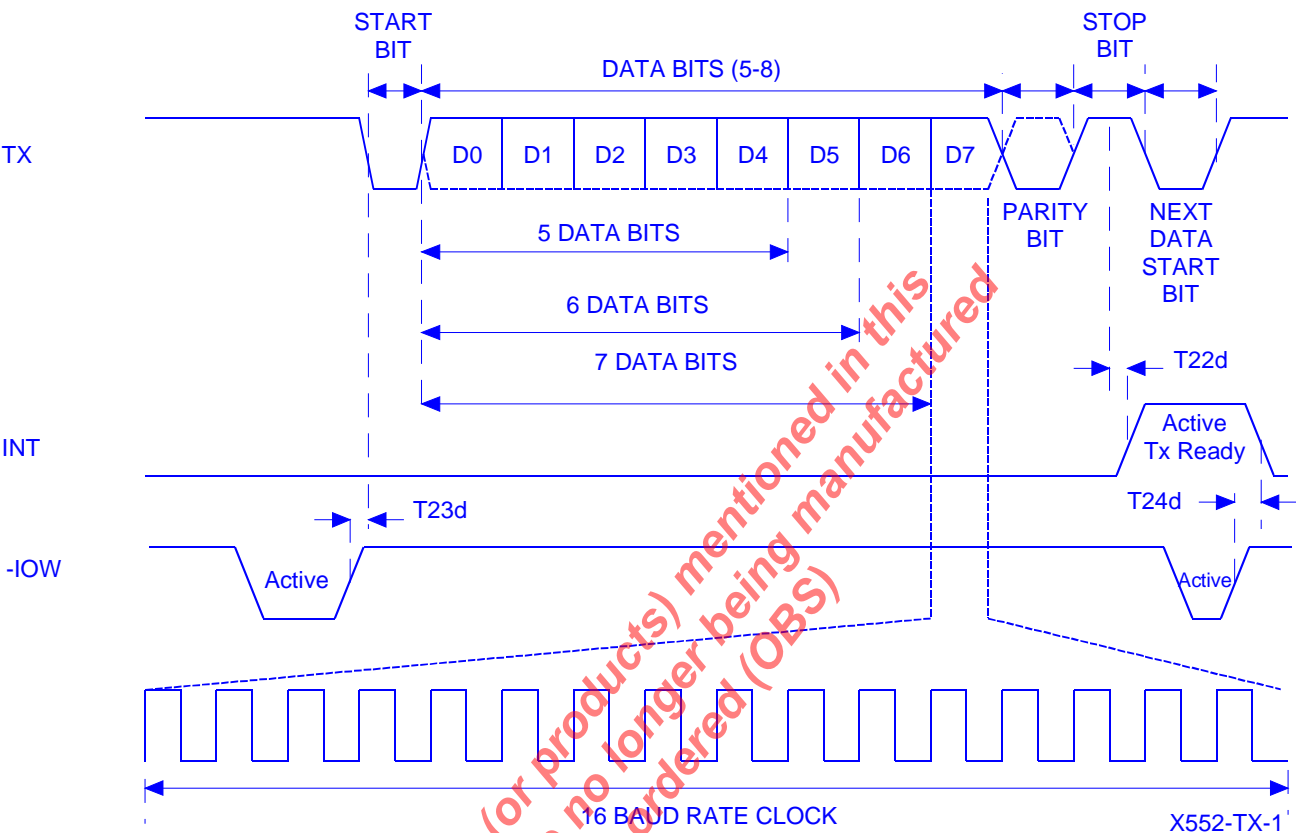 START
BIT
STOP
BIT
DATA BITS (5-8)
TX
D0 D1 D2 D3 D4 D5 D6 D7
PARITY
BIT
NEXT
DATA
START
BIT
5 DATA BITS
6 DATA BITS
7 DATA BITS
T22d
INT
Active
Tx Ready
T23d
T24d
-IOW
Active
Active
16 BAUD RATE CLOCK
X552-TX-1
(or products) mentioned in this
no longer being manufactured
ordered (OBS)